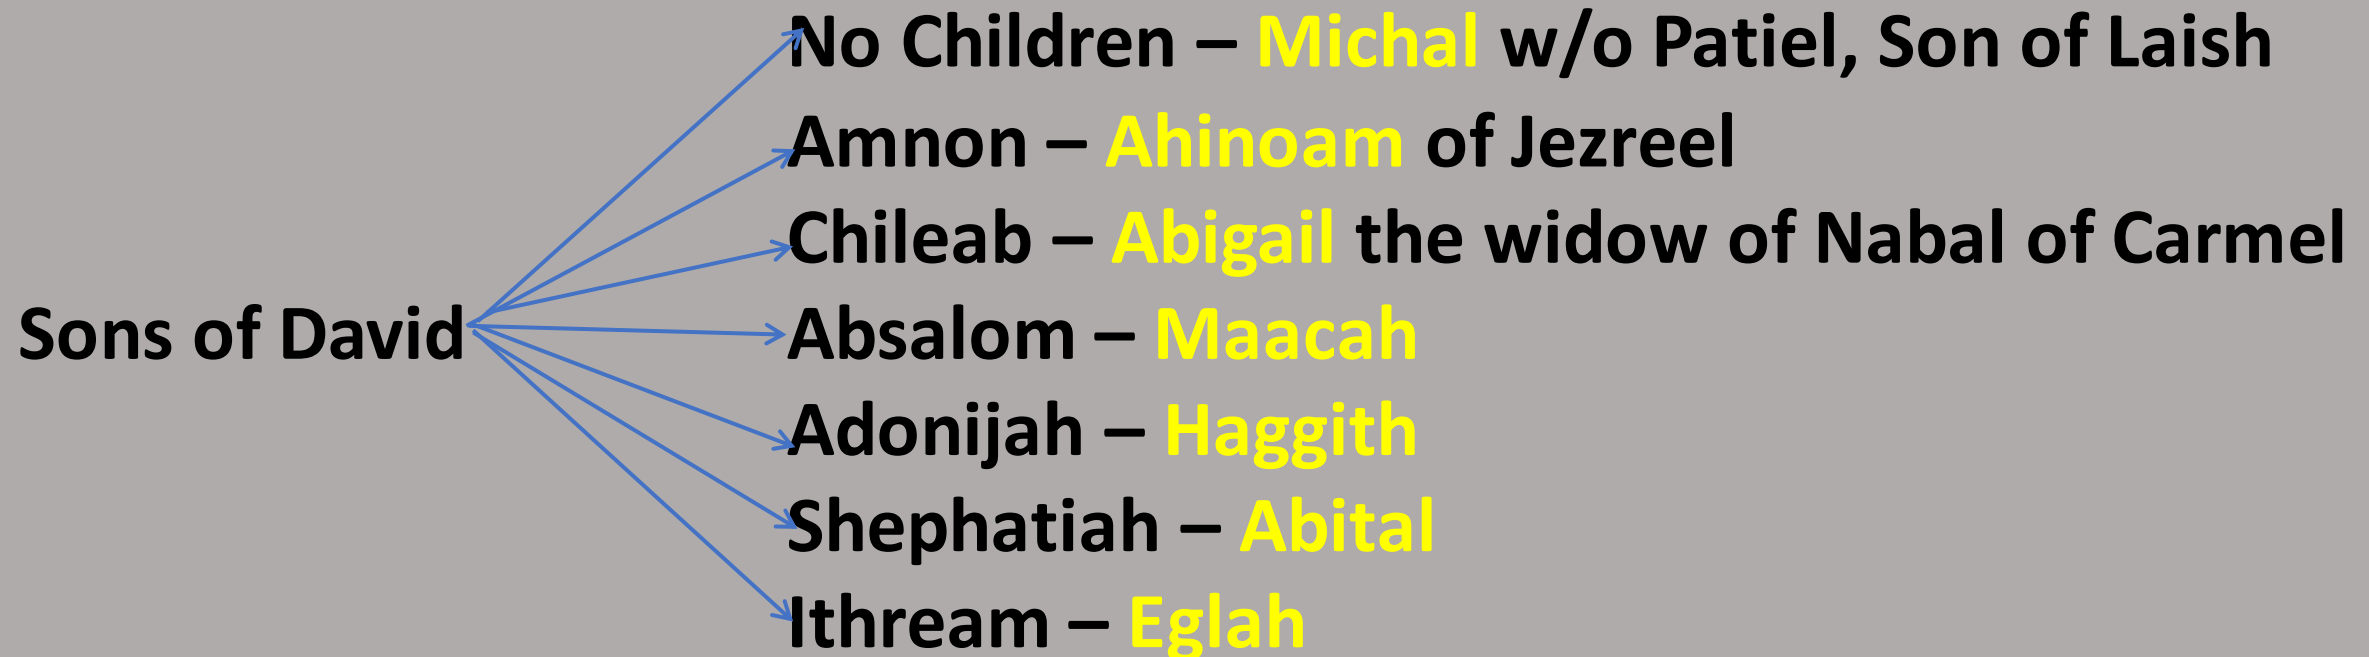 No Children – Michal w/o Patiel, Son of Laish
Amnon – Ahinoam of Jezreel
Chileab – Abigail the widow of Nabal of Carmel
Sons of David
Absalom – Maacah
Adonijah – Haggith
Shephatiah – Abital
Ithream – Eglah